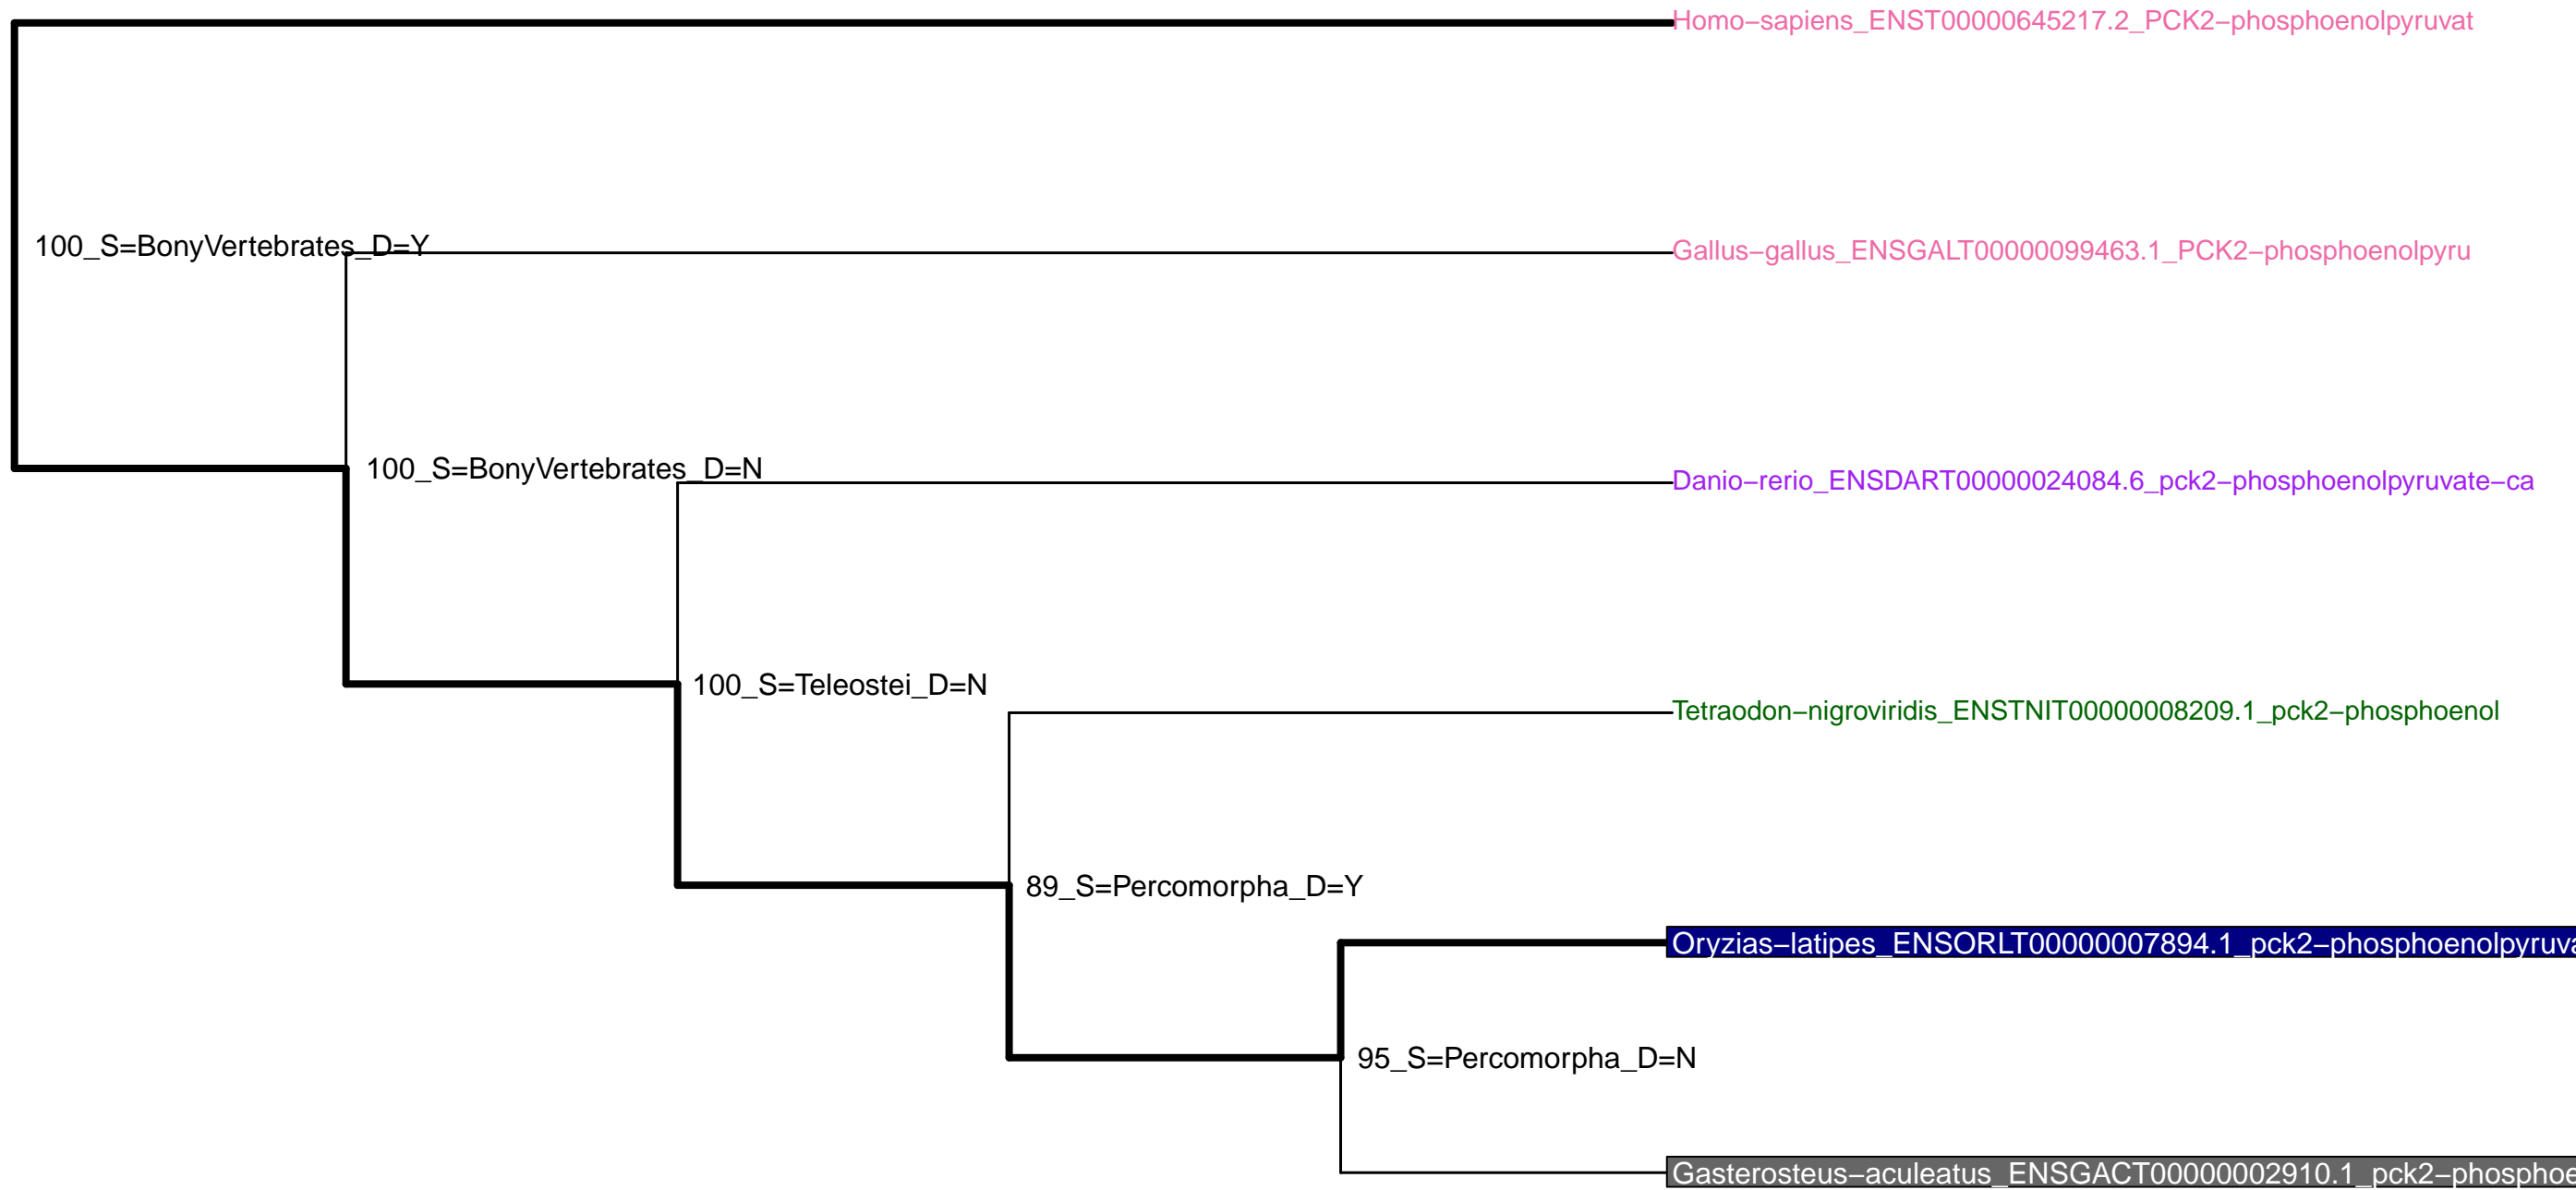 Homo–sapiens_ENST00000645217.2_PCK2–phosphoenolpyruvat
100_S=BonyVertebrates_D=Y
Gallus–gallus_ENSGALT00000099463.1_PCK2–phosphoenolpyru
100_S=BonyVertebrates_D=N
Danio–rerio_ENSDART00000024084.6_pck2–phosphoenolpyruvate–ca
100_S=Teleostei_D=N
Tetraodon–nigroviridis_ENSTNIT00000008209.1_pck2–phosphoenol
89_S=Percomorpha_D=Y
Oryzias–latipes_ENSORLT00000007894.1_pck2–phosphoenolpyruva
95_S=Percomorpha_D=N
Gasterosteus–aculeatus_ENSGACT00000002910.1_pck2–phosphoe